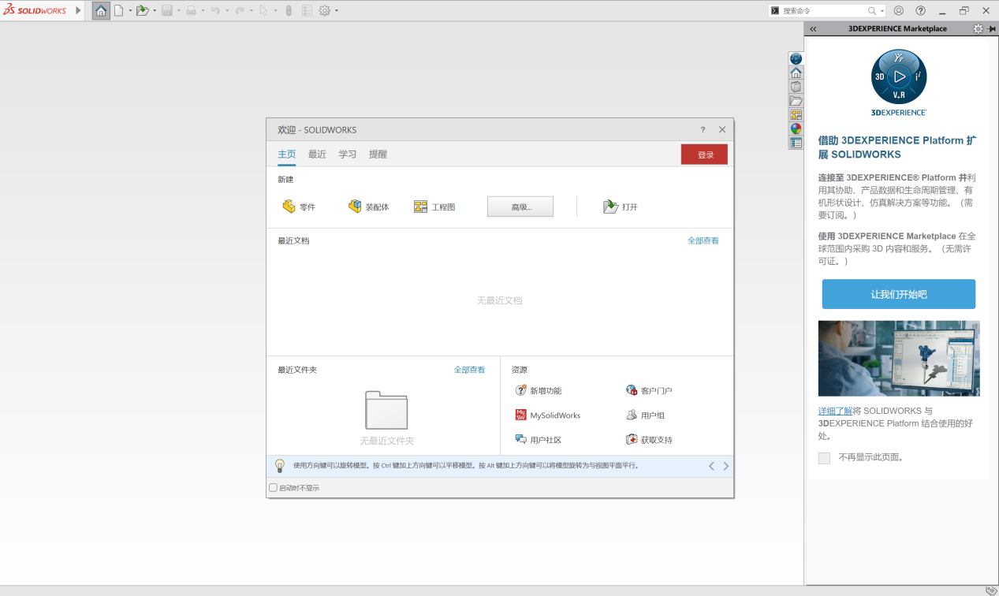 SOLIDWORKS
搜索命令
3DEXPERIENCE Marketplace
3D
V+R
3DEXPERIENCE
借助 3DEXPERIENCE Platform 扩
展 SOLIDWORKS
连接至 3DEXPERIENCE® Platform 并利
用其协助、产品数据和生命周期管理、有
机形状设计、仿真解决方案等功能。（需
要订阅。）
使用 3DEXPERIENCE Marketplace 在全
球范围内采购 3D 内容和服务。（无需许
可证。）
让我们开始吧
详细了解将 SOLIDWORKS 与
3DEXPERIENCE Platform 结合使用的好
处。
不再显示此页面。
欢迎 - SOLIDWORKS
主页 最近 学习 提醒 登录
新建
零件 装配体 工程图 高级... 打开
最近文档 全部查看
无最近文档
最近文件夹 全部查看
无最近文件夹
资源
新增功能 客户门户
MySolidWorks 用户组
用户社区 获取支持
使用方向键可以旋转模型。按 Ctrl 键加上方向键可以平移模型。按 Alt 键加上方向键可以将模型旋转为与视图平面平行。
启动时不显示